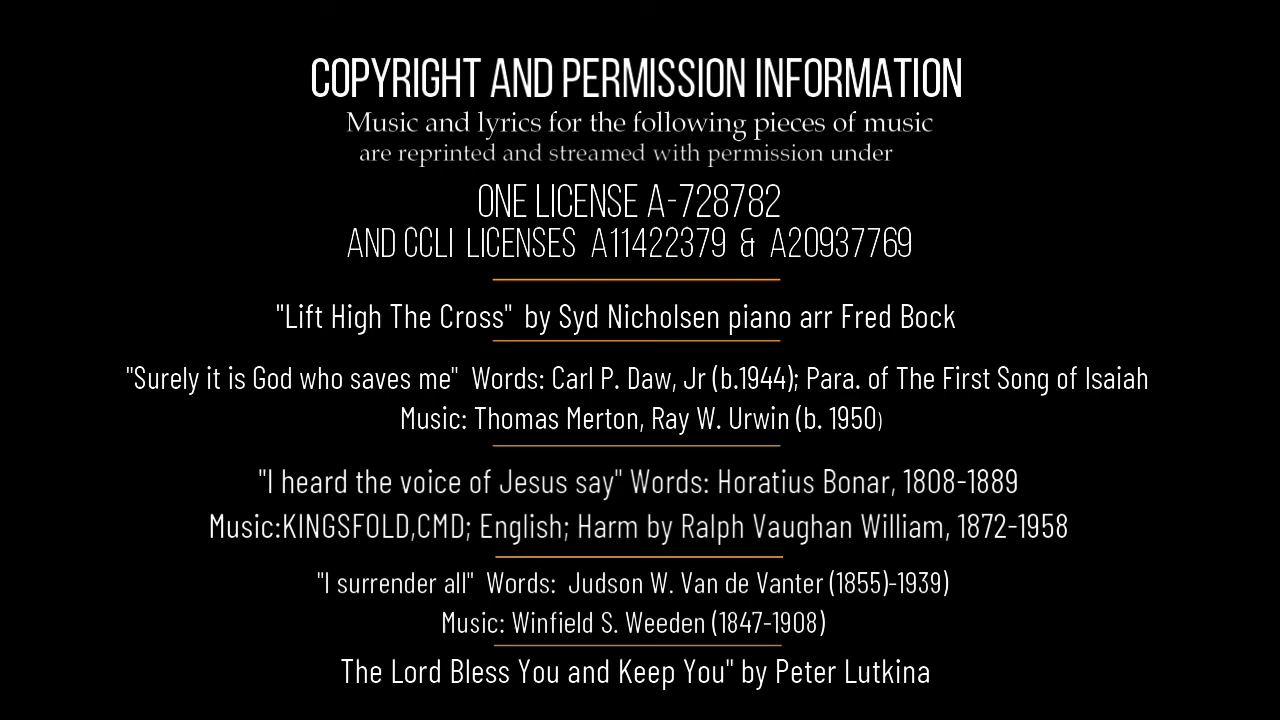 COPYRIGHT AND PERMISSION INFORMATION
Music and lyrics for the following pieces of music
are reprinted and streamed with permission under
ONE LICENSE A-728782
AND CCLI LICENSES A11422379 & A20937769
"Lift High The Cross" by Syd Nicholsen piano arr Fred Bock
"Surely it is God who saves me" Words: Carl P. Daw, Jr (b.1944); Para. of The First Song of Isaiah
Music: Thomas Merton, Ray W. Urwin (b. 1950)
"I heard the voice of Jesus say" Words: Horatius Bonar, 1808-1889
Music:KINGSFOLD,CMD; English; Harm by Ralph Vaughan William, 1872-1958
"I surrender all" Words: Judson W. Van de Vanter (1855)-1939)
Music: Winfield S. Weeden (1847-1908)
The Lord Bless You and Keep You" by Peter Lutkina